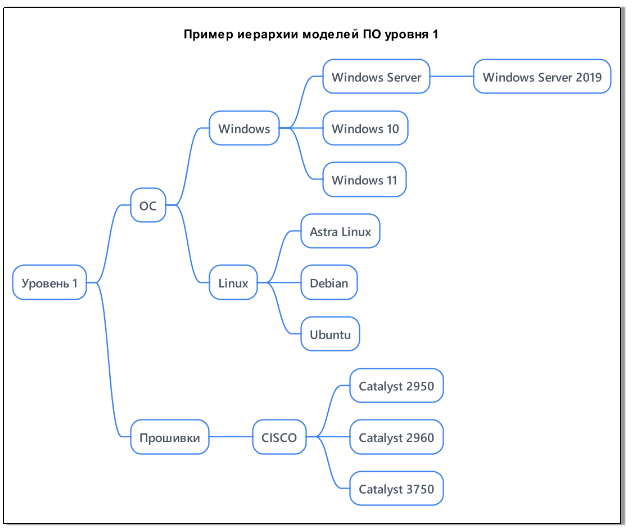 Пример иерархии моделей ПО уровня 1
Windows Server
Windows Server 2019
Windows
Windows 10
Windows 11
ОС
Astra Linux
Уровень 1
Linux
Debian
Ubuntu
Catalyst 2950
Прошивки
CISCO
Catalyst 2960
Catalyst 3750